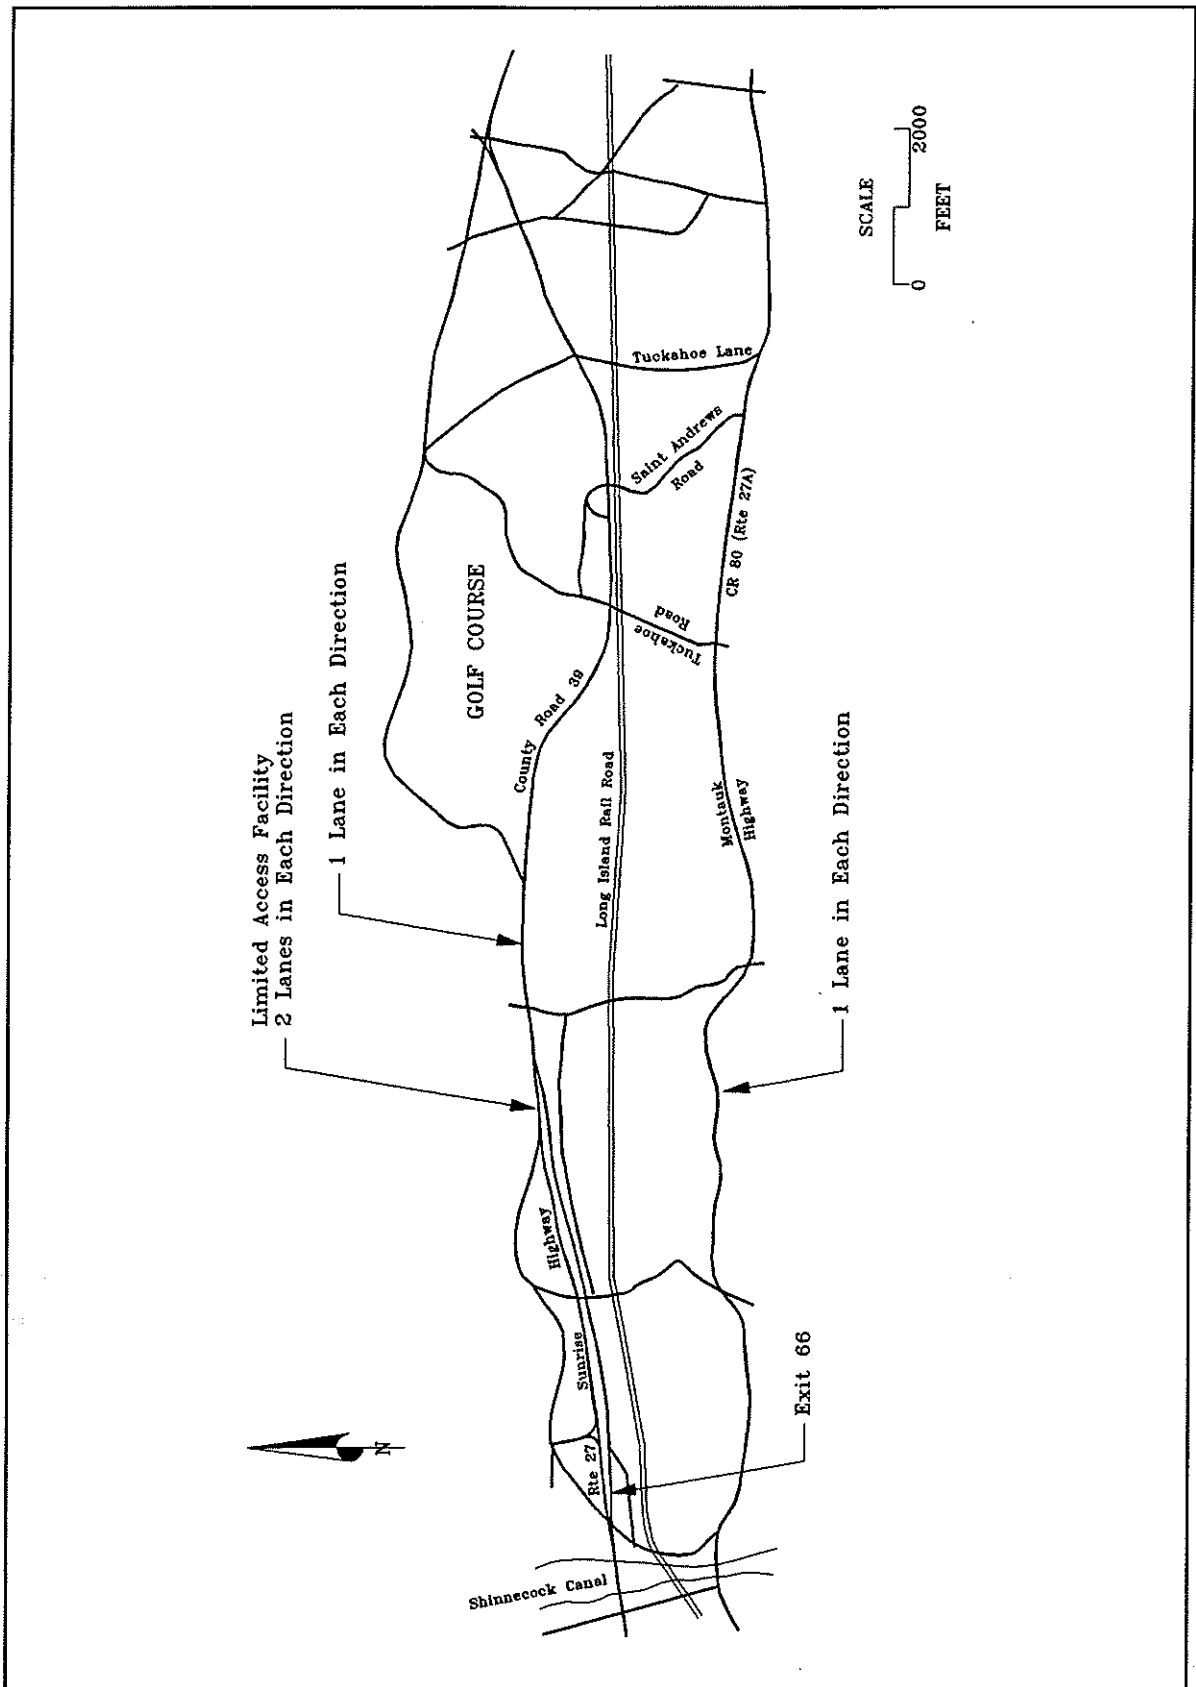 Limited Access Facility
2 Lanes in Each Direction
1 Lane in Each Direction
GOLF COURSE
County Road 39
Long Island Rail Road
Tuckahoe Lane
Saint Andrews
Road
Tuckahoe
Road
CR 80 (Rte 27A)
Montauk
Highway
1 Lane in Each Direction
Rte 27
Sunrise
Highway
Exit 66
Shinnecock Canal
N
SCALE
0
2000
FEET